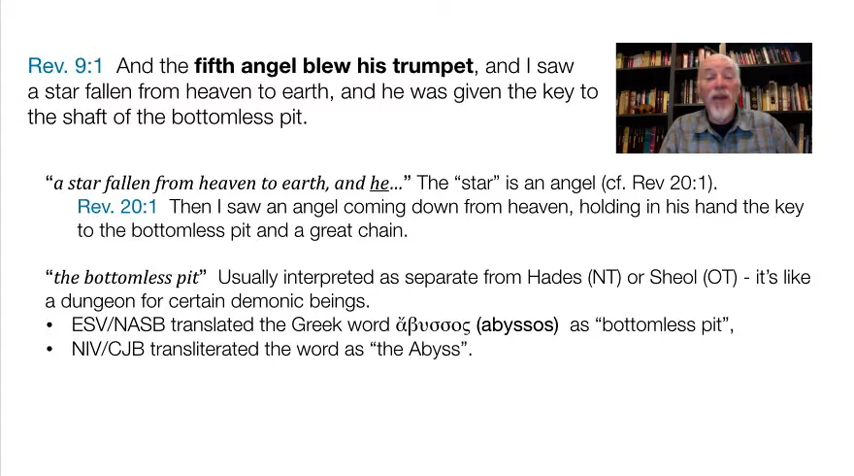 Rev. 9:1 And the fifth angel blew his trumpet, and I saw
a star fallen from heaven to earth, and he was given the key to
the shaft of the bottomless pit.
“a star fallen from heaven to earth, and he…” The “star” is an angel (cf. Rev 20:1).
Rev. 20:1 Then I saw an angel coming down from heaven, holding in his hand the key
to the bottomless pit and a great chain.
“the bottomless pit” Usually interpreted as separate from Hades (NT) or Sheol (OT) - it’s like
a dungeon for certain demonic beings.
• ESV/NASB translated the Greek word ἄβυσσος (abyssos) as “bottomless pit”,
• NIV/CJB transliterated the word as “the Abyss”.